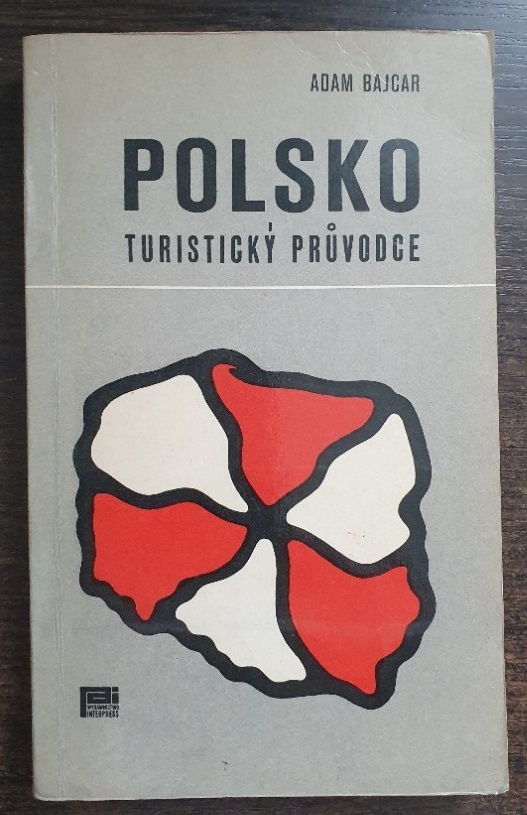 ADAM BAJCAR
POLSKO
TURISTICKÝ PRŮVODCE
WYDAWNICTWO
INTERPRESS